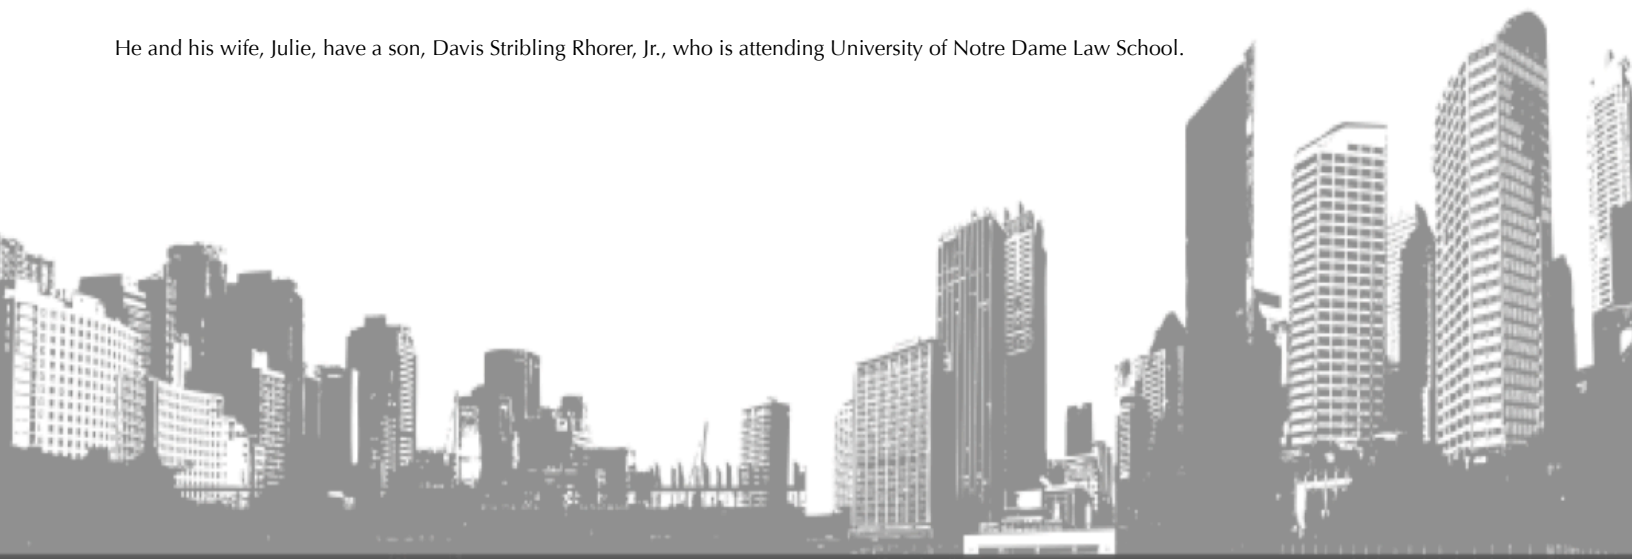 He and his wife, Julie, have a son, Davis Stribling Rhorer, Jr., who is attending University of Notre Dame Law School.